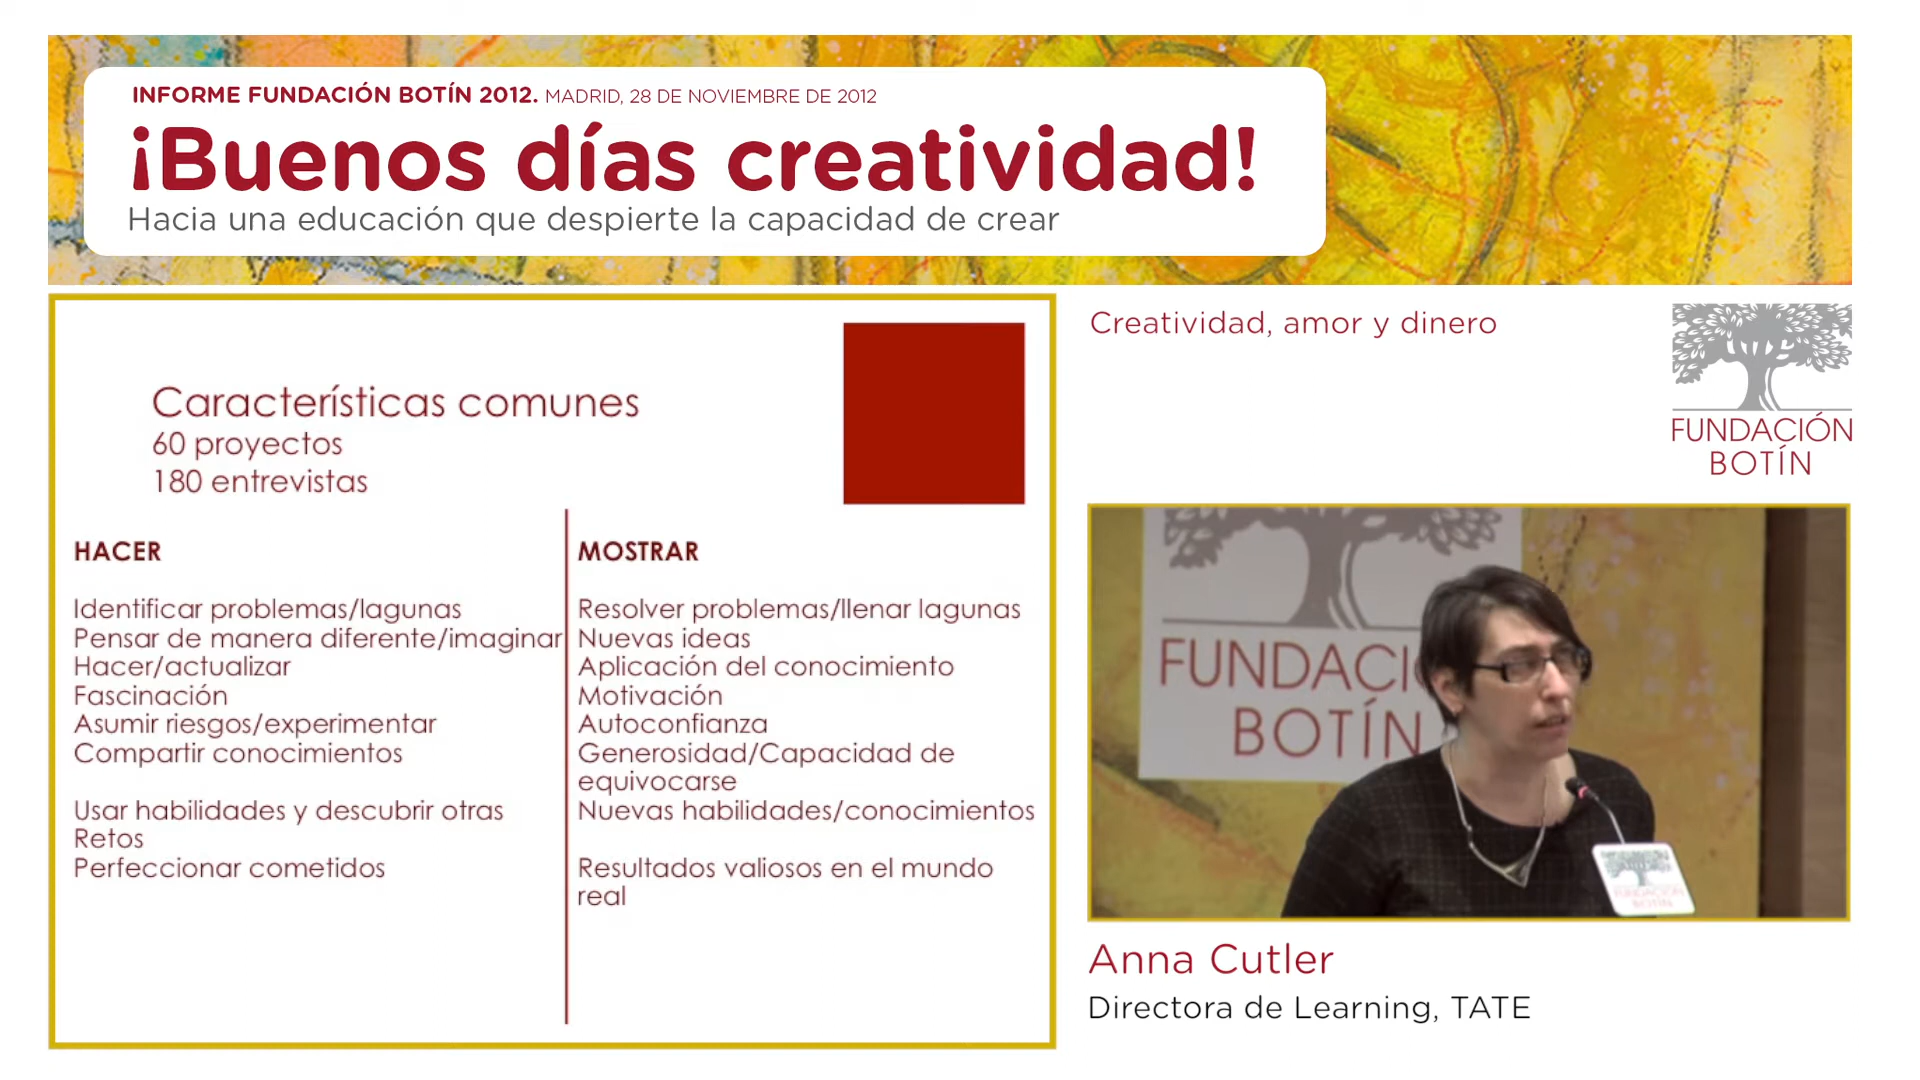 INFORME FUNDACIÓN BOTÍN 2012. MADRID, 28 DE NOVIEMBRE DE 2012
¡Buenos días creatividad!
Hacia una educación que despierte la capacidad de crear
Características comunes
60 proyectos
180 entrevistas
HACER
Identificar problemas/lagunas
Pensar de manera diferente/imaginar
Hacer/actualizar
Fascinación
Asumir riesgos/experimentar
Compartir conocimientos
Usar habilidades y descubrir otras
Retos
Perfeccionar cometidos
MOSTRAR
Resolver problemas/llenar lagunas
Nuevas ideas
Aplicación del conocimiento
Motivación
Autoconfianza
Generosidad/Capacidad de
equivocarse
Nuevas habilidades/conocimientos
Resultados valiosos en el mundo
real
Creatividad, amor y dinero
FUNDACIÓN
BOTÍN
FUNDACI
BOTÍN
FUNDACIÓN
BOTÍN
Anna Cutler
Directora de Learning, TATE